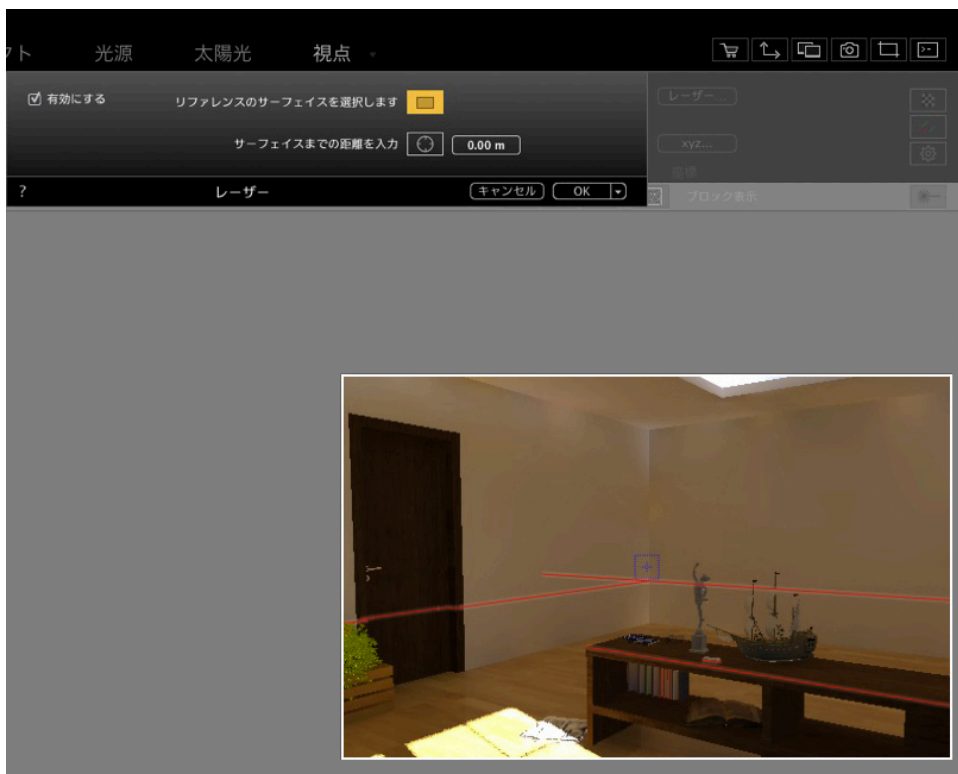 クト 光源 太陽光 視点
有効にする リファレンスのサーフェイスを選択します
レーザー...
サーフェイスまでの距離を入力 0.00 m
xyz...
座標
? レーザー キャンセル OK
ブロック表示